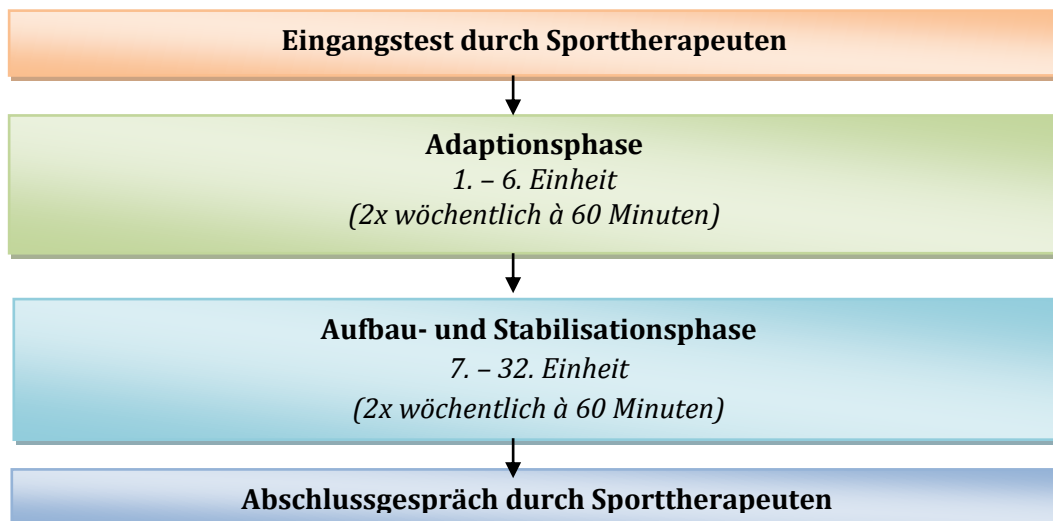 Eingangstest durch Sporttherapeuten
Adaptionsphase
1. – 6. Einheit
(2x wöchentlich à 60 Minuten)
Aufbau- und Stabilisationsphase
7. – 32. Einheit
(2x wöchentlich à 60 Minuten)
Abschlussgespräch durch Sporttherapeuten